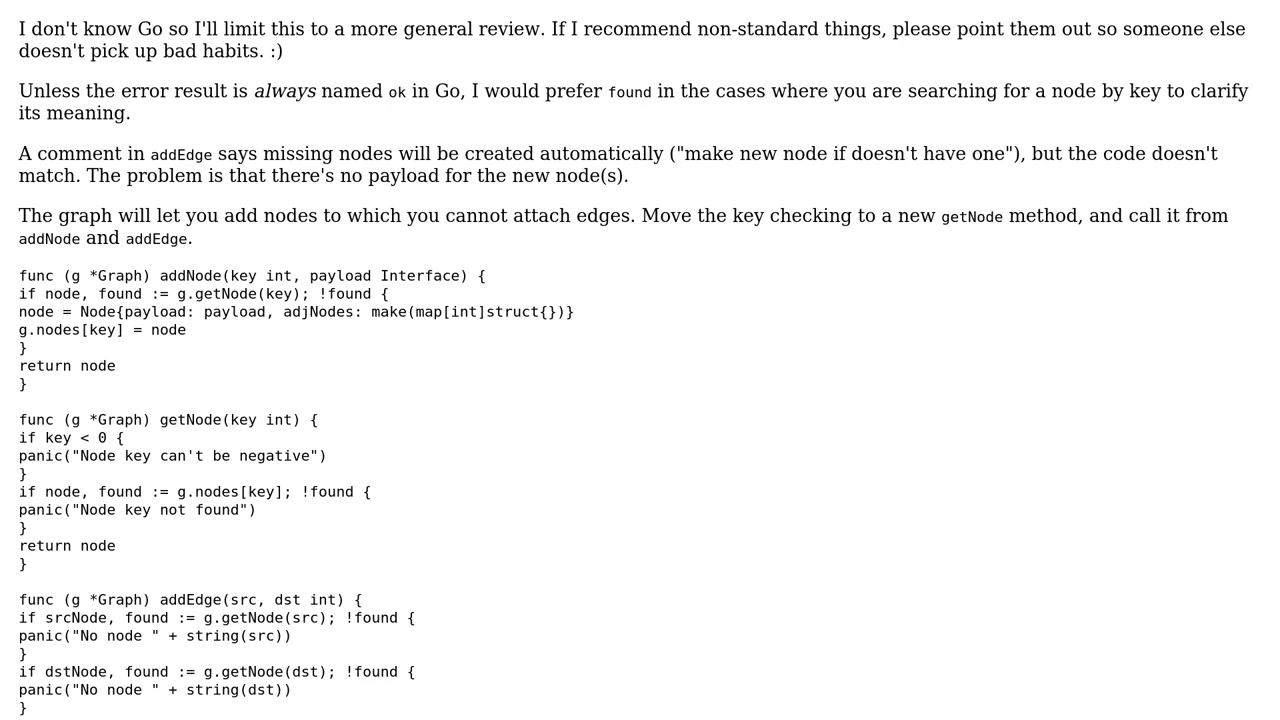 I don't know Go so I'll limit this to a more general review. If I recommend non-standard things, please point them out so someone else
doesn't pick up bad habits. :)
Unless the error result is always named ok in Go, I would prefer found in the cases where you are searching for a node by key to clarify
its meaning.
A comment in addEdge says missing nodes will be created automatically ("make new node if doesn't have one"), but the code doesn't
match. The problem is that there's no payload for the new node(s).
The graph will let you add nodes to which you cannot attach edges. Move the key checking to a new getNode method, and call it from
addNode and addEdge.
func (g *Graph) addNode(key int, payload Interface) {
if node, found := g.getNode(key); !found {
node = Node{payload: payload, adjNodes: make(map[int]struct{})}
g.nodes[key] = node
}
return node
}
func (g *Graph) getNode(key int) {
if key < 0 {
panic("Node key can't be negative")
}
if node, found := g.nodes[key]; !found {
panic("Node key not found")
}
return node
}
func (g *Graph) addEdge(src, dst int) {
if srcNode, found := g.getNode(src); !found {
panic("No node " + string(src))
}
if dstNode, found := g.getNode(dst); !found {
panic("No node " + string(dst))
}